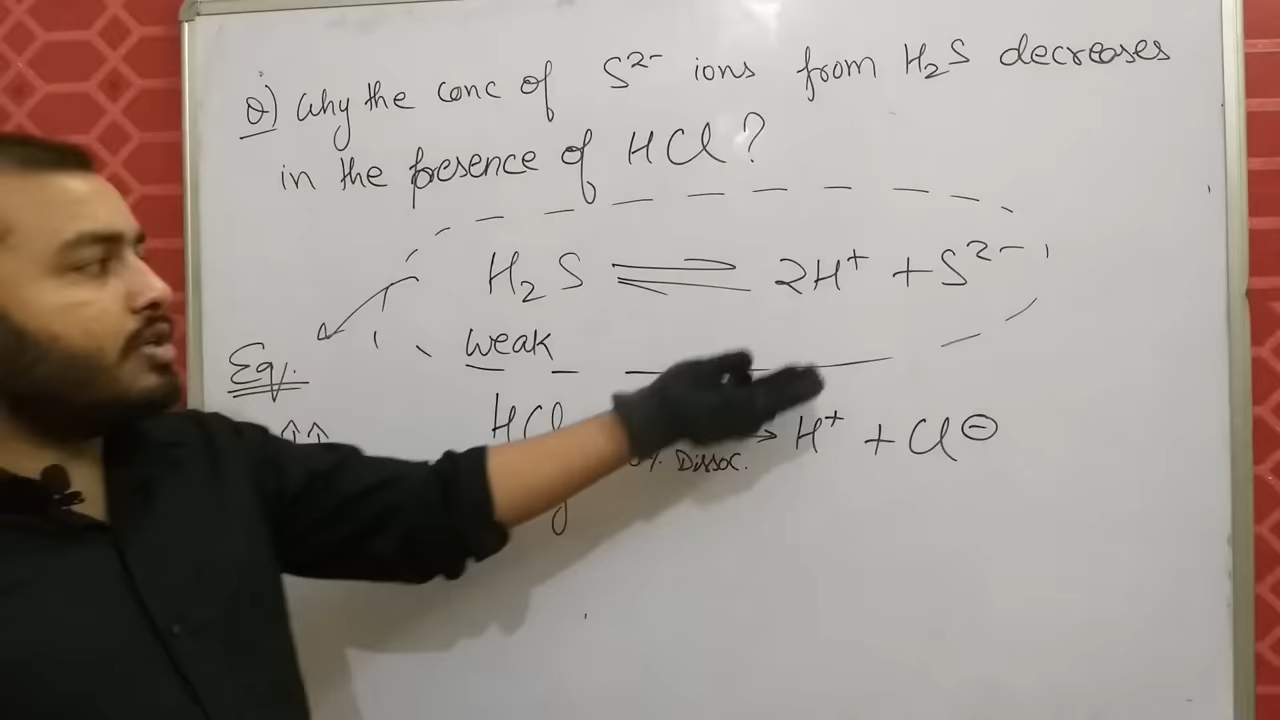 Q) Why the conc of S²⁻ ions from H₂S decreases
in the presence of HCl?
H₂S ⇌ 2H⁺ + S²⁻
weak
Eq.
↑↑
HCl → H⁺ + Cl⊖
% Dissoc.